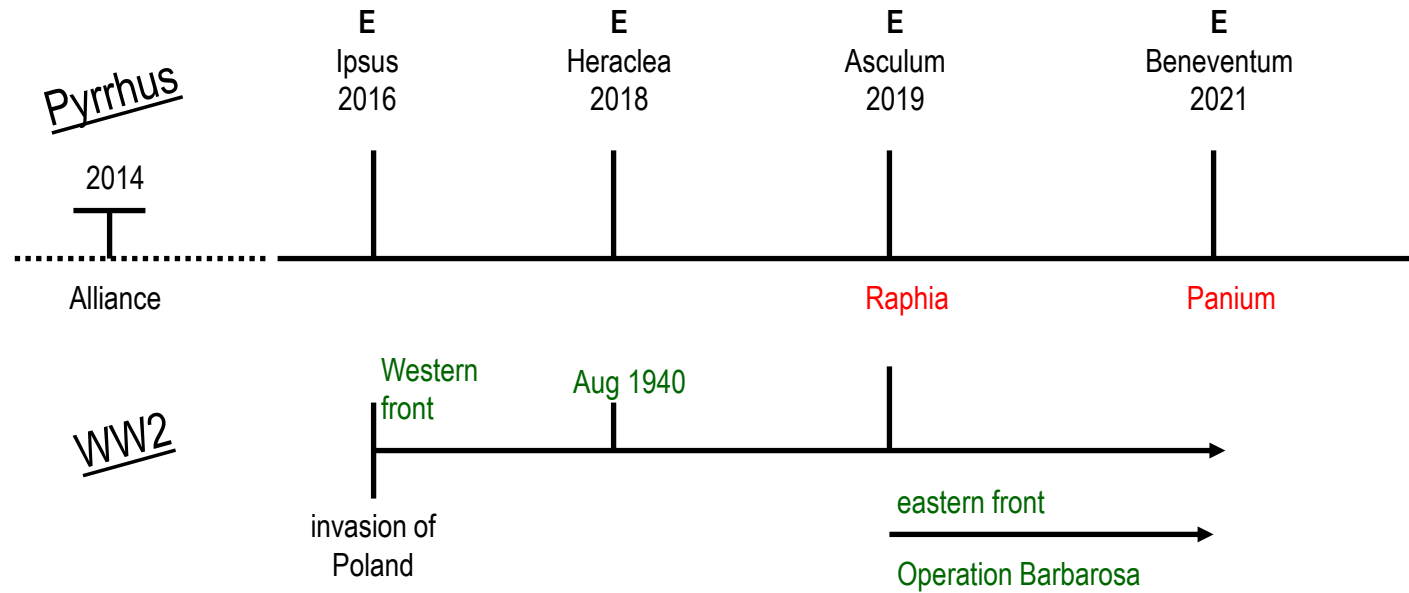 E
Ipsus
2016
E
Heraclea
2018
E
Asculum
2019
E
Beneventum
2021
Pyrrhus
2014
Alliance
Raphia
Panium
Western
front
Aug 1940
WW2
invasion of
Poland
eastern front
Operation Barbarosa